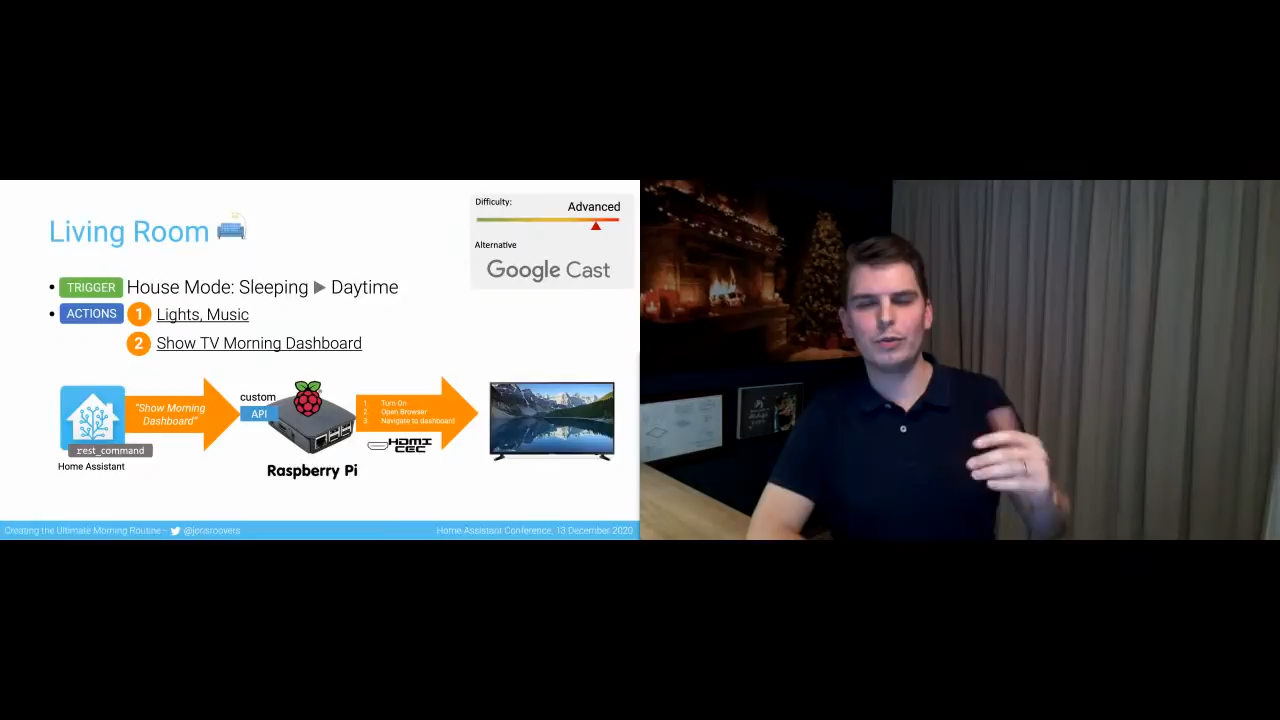 Living Room
Difficulty:
Advanced
Alternative
Google Cast
• TRIGGER House Mode: Sleeping ▶ Daytime
• ACTIONS 1 Lights, Music
2 Show TV Morning Dashboard
"Show Morning
Dashboard"
rest_command
Home Assistant
custom
API
Raspberry Pi
1. Turn On
2. Open Browser
3. Navigate to dashboard
HDMI
CEC
Creating the Ultimate Morning Routine – @jorisroovers
Home Assistant Conference, 13 December 2020